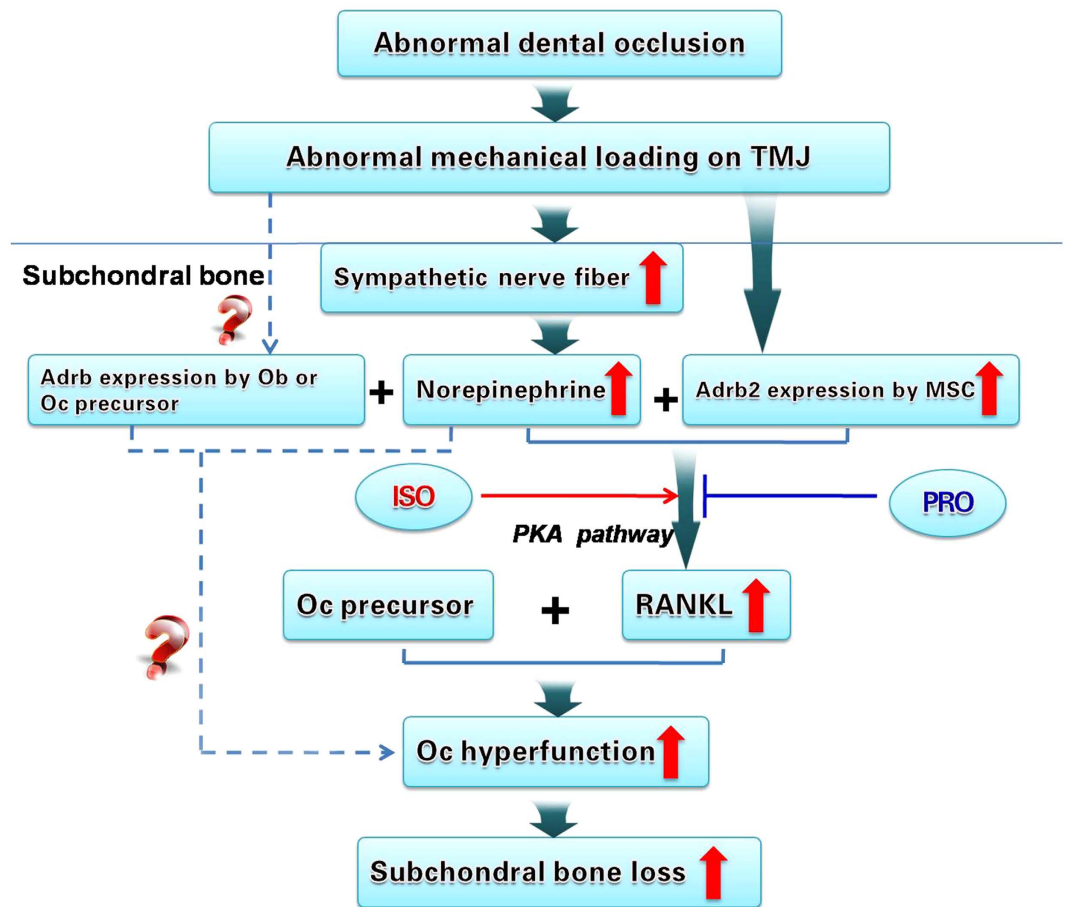 Abnormal dental occlusion
Abnormal mechanical loading on TMJ
Subchondral bone
Sympathetic nerve fiber
?
Adrb expression by Ob or
Oc precursor
+
Norepinephrine
+
Adrb2 expression by MSC
ISO
PRO
PKA pathway
Oc precursor
+
RANKL
?
Oc hyperfunction
Subchondral bone loss